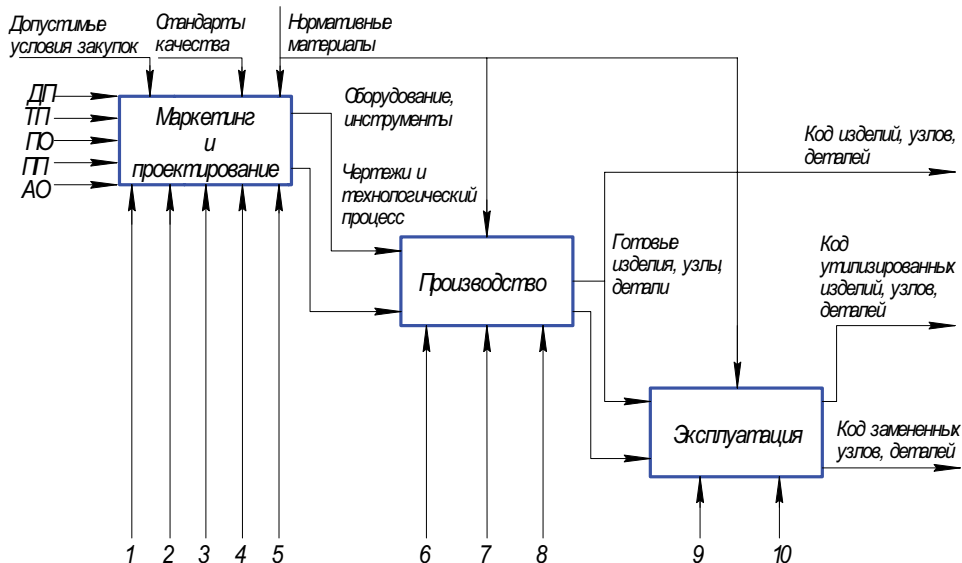 Допустимые
условия закупок
Стандарты
качества
Нормативные
материалы
ДП
ТП
ПО
ПП
АО
Маркетинг
и
проектирование
Оборудование,
инструменты
Чертежи и
технологический
процесс
Код изделий, узлов,
деталей
Производство
Готовые
изделия, узлы,
детали
Код
утилизированных
изделий, узлов,
деталей
Эксплуатация
Код замененных
узлов, деталей
1 2 3 4 5 6 7 8 9 10